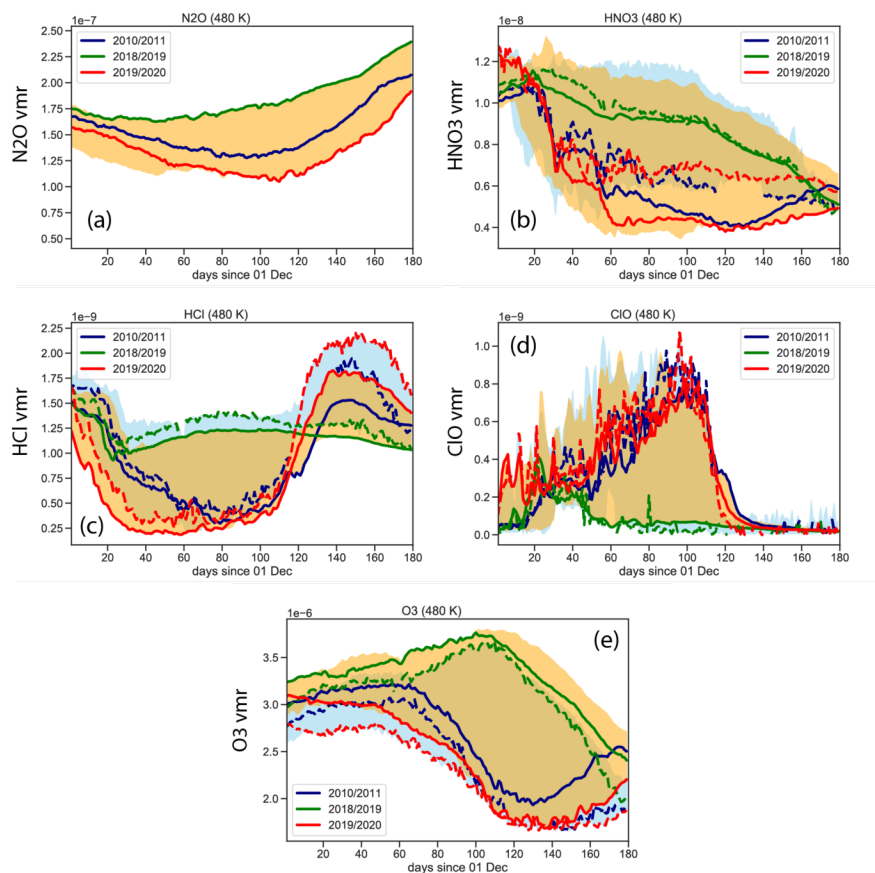 1e−7
N2O (480 K)
2.50
2.25
2.00
1.75
1.50
1.25
1.00
0.75
0.50
N2O vmr
2010/2011
2018/2019
2019/2020
(a)
20 40 60 80 100 120 140 160 180
days since 01 Dec
1e−8
HNO3 (480 K)
1.2
1.0
0.8
0.6
0.4
HNO3 vmr
2010/2011
2018/2019
2019/2020
(b)
20 40 60 80 100 120 140 160 180
days since 01 Dec
1e−9
HCl (480 K)
2.25
2.00
1.75
1.50
1.25
1.00
0.75
0.50
0.25
HCl vmr
2010/2011
2018/2019
2019/2020
(c)
20 40 60 80 100 120 140 160 180
days since 01 Dec
1e−9
ClO (480 K)
1.0
0.8
0.6
0.4
0.2
0.0
ClO vmr
(d)
2010/2011
2018/2019
2019/2020
20 40 60 80 100 120 140 160 180
days since 01 Dec
1e−6
O3 (480 K)
3.5
3.0
2.5
2.0
O3 vmr
(e)
2010/2011
2018/2019
2019/2020
20 40 60 80 100 120 140 160 180
days since 01 Dec